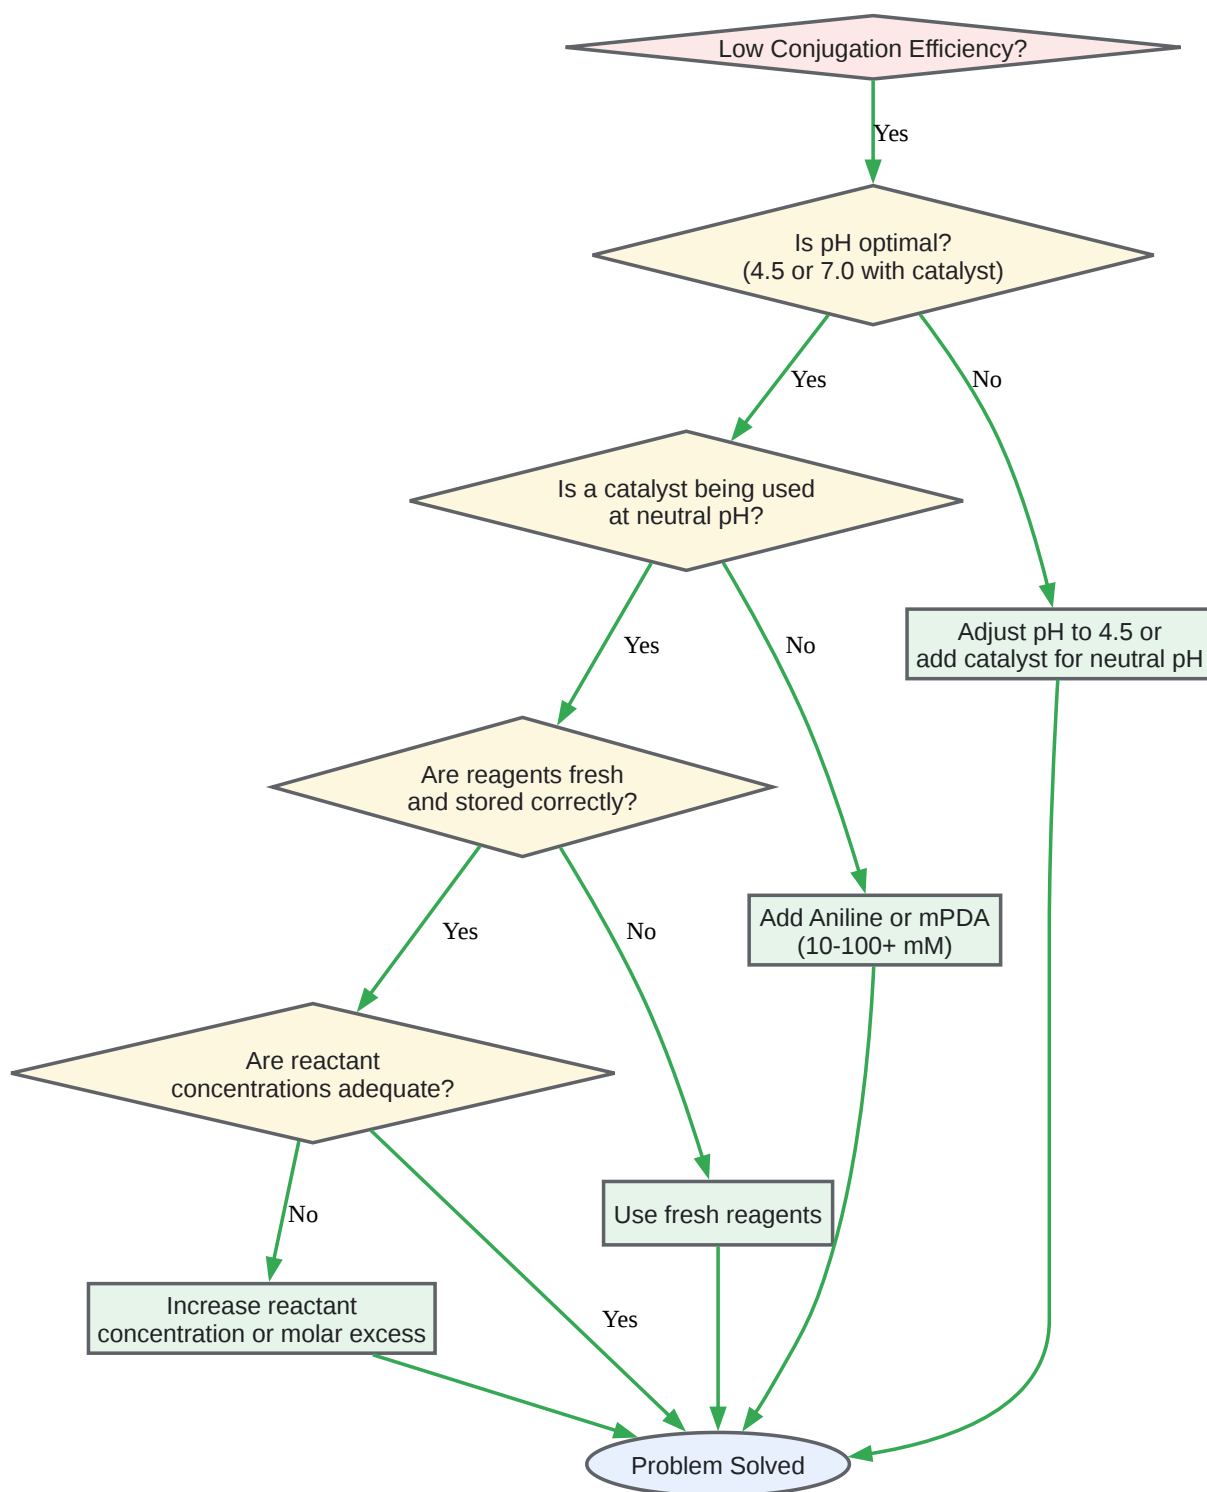 Low Conjugation Efficiency?
Yes
Is pH optimal?
(4.5 or 7.0 with catalyst)
Yes
No
Is a catalyst being used
at neutral pH?
Yes
No
Adjust pH to 4.5 or
add catalyst for neutral pH
Are reagents fresh
and stored correctly?
Yes
No
Add Aniline or mPDA
(10-100+ mM)
Are reactant
concentrations adequate?
No
Yes
Use fresh reagents
Increase reactant
concentration or molar excess
Problem Solved